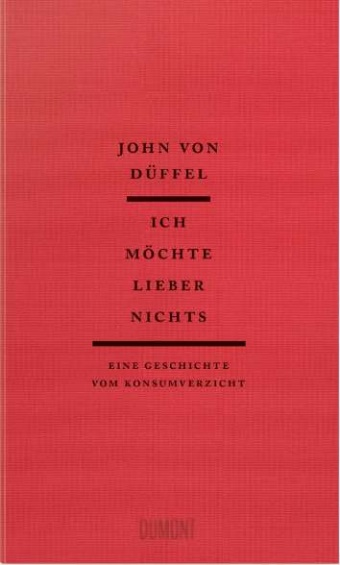 JOHN VON
DÜFFEL
ICH
MÖCHTE
LIEBER
NICHTS
EINE GESCHICHTE
VOM KONSUMVERZICHT
DUMONT